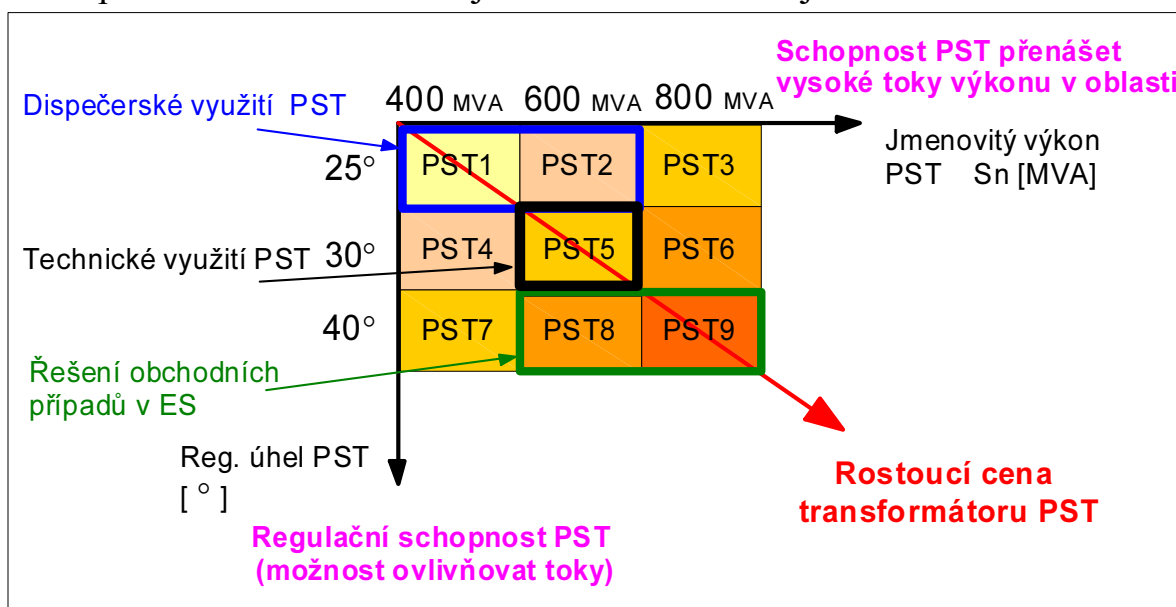 Schopnost PST přenášet
vysoké toky výkonu v oblasti
Dispečerské využití PST
400 MVA 600 MVA 800 MVA
Jmenovitý výkon
PST Sn [MVA]
25° PST1 PST2 PST3
Technické využití PST 30° PST4 PST5 PST6
40° PST7 PST8 PST9
Řešení obchodních
případů v ES
Reg. úhel PST
[ ° ]
Rostoucí cena
transformátoru PST
Regulační schopnost PST
(možnost ovlivňovat toky)